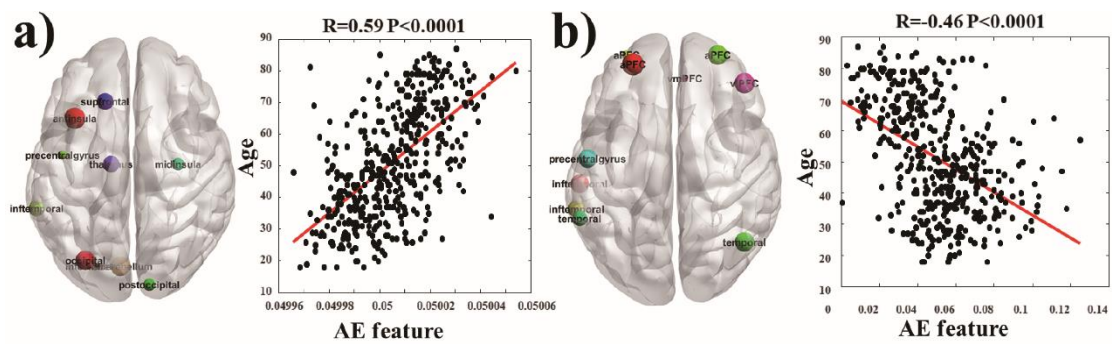 a)
R=0.59 P<0.0001
supfrontal
antinsula
precentralgyrus
thalamus
midinsula
inftemporal
occipital
postoccipital
Age
90
80
70
60
50
40
30
20
10
0.04996 0.04998 0.05 0.05002 0.05004 0.05006
AE feature
b)
R=-0.46 P<0.0001
aPFC
aPFC
aPFC
vmPFC
vlPFC
precentralgyrus
inftemporal
inftemporal
temporal
temporal
Age
90
80
70
60
50
40
30
20
10
0 0.02 0.04 0.06 0.08 0.1 0.12 0.14
AE feature